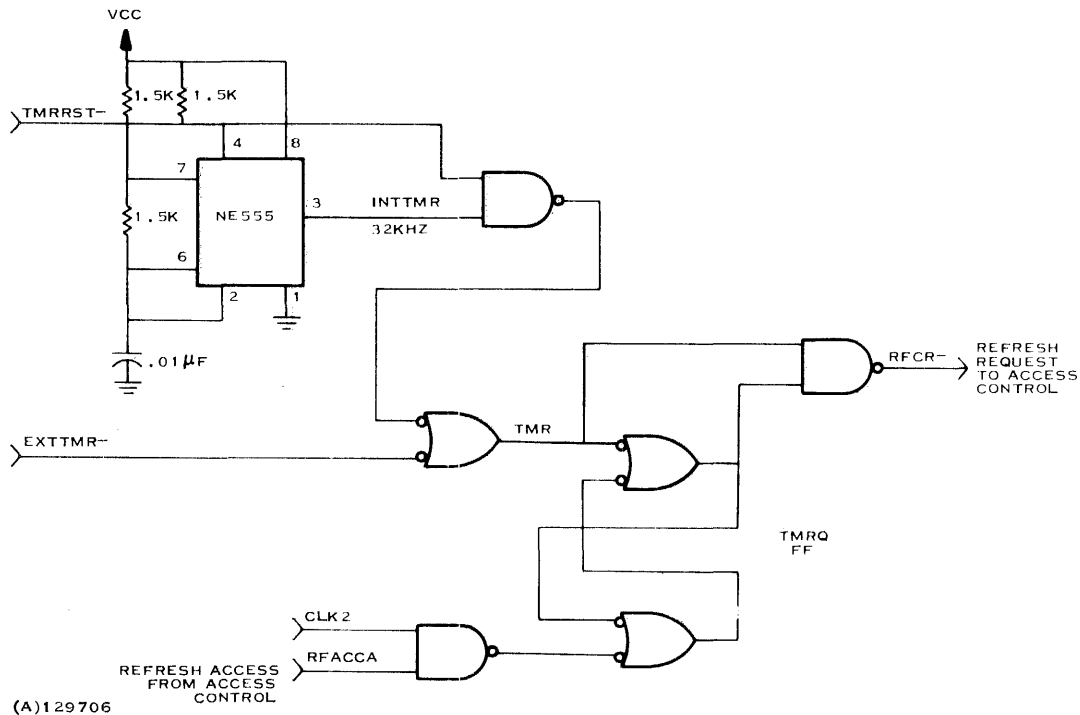 VCC
1.5K
1.5K
TMRRST-
4
8
7
3
INTTMR
1.5K
NE555
32KHZ
6
2
1
.01µF
RFCR-
REFRESH
REQUEST
TO ACCESS
CONTROL
TMR
EXTTMR-
TMRQ
FF
CLK2
RFACCA
REFRESH ACCESS
FROM ACCESS
CONTROL
(A)129706